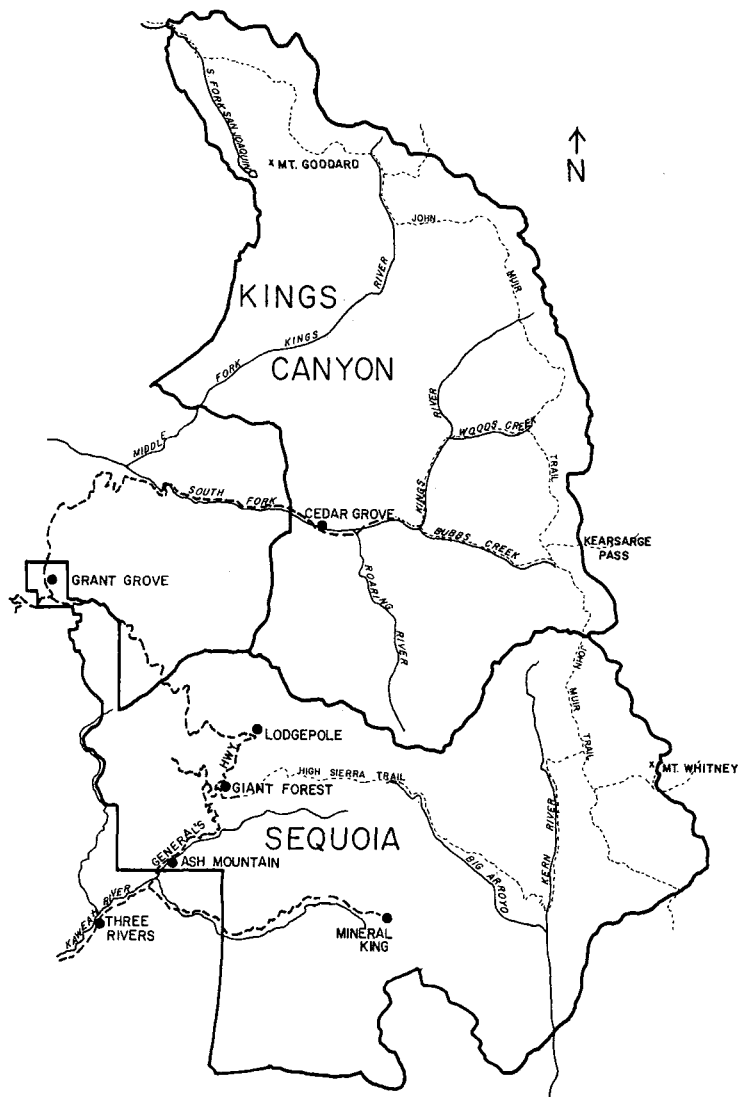 S. FORK SAN JOAQUIN
x MT. GODDARD
N
JOHN
MUIR
TRAIL
KINGS
CANYON
MIDDLE FORK KINGS RIVER
KINGS RIVER
WOODS CREEK
SOUTH FORK
CEDAR GROVE
BUBBS CREEK
KEARSARGE
PASS
GRANT GROVE
ROARING RIVER
JOHN
MUIR
TRAIL
LODGEPOLE
HWY.
x MT. WHITNEY
HIGH SIERRA TRAIL
GIANT FOREST
GENERAL'S
SEQUOIA
KERN RIVER
ASH MOUNTAIN
BIG ARROYO
KAWEAH RIVER
THREE
RIVERS
MINERAL
KING